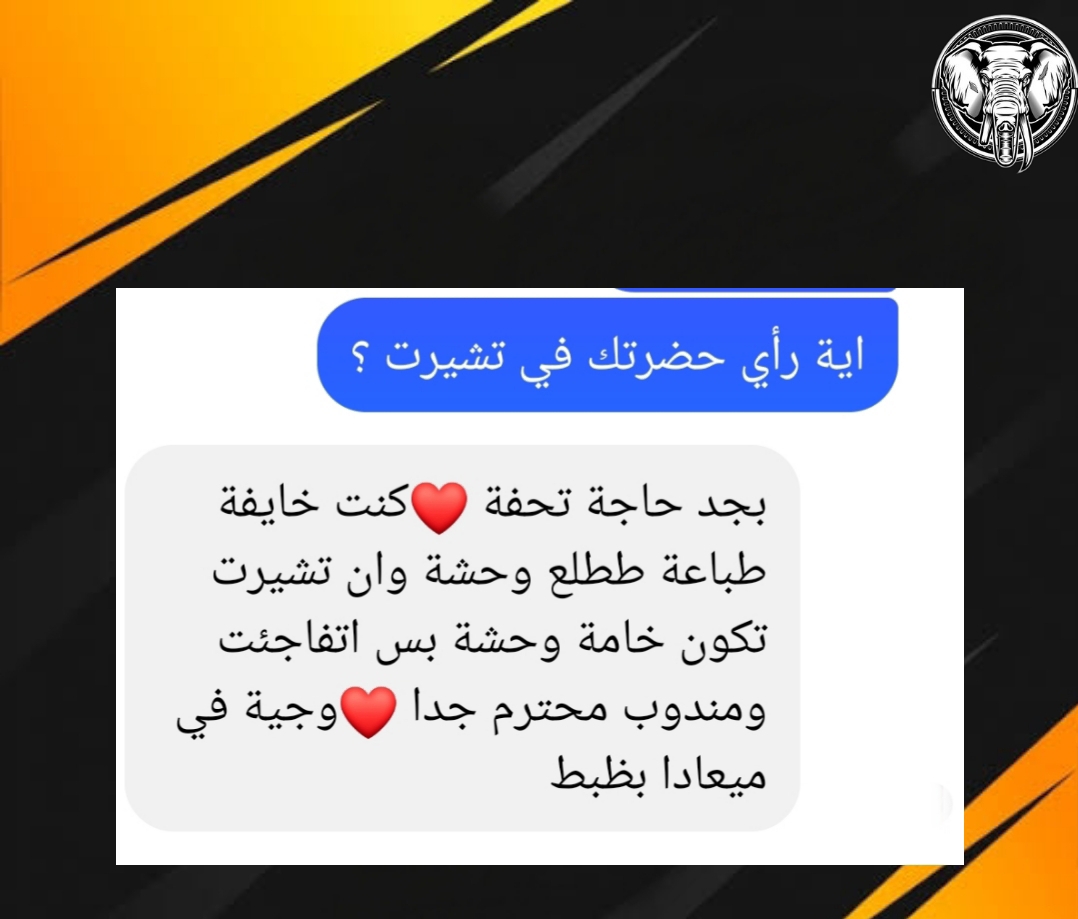 اية رأي حضرتك في تشيرت ؟
بجد حاجة تحفة ❤️كنت خايفة
طباعة ططلع وحشة وان تشيرت
تكون خامة وحشة بس اتفاجئت
ومندوب محترم جدا ❤️وجية في
ميعادا بظبط